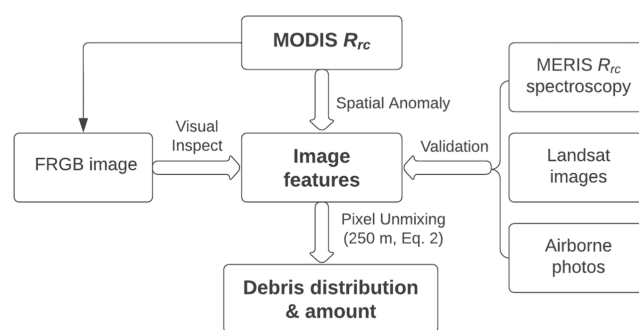 MODIS Rrc
MERIS Rrc
spectroscopy
Spatial Anomaly
Visual
Inspect
FRGB image
Image
features
Validation
Landsat
images
Pixel Unmixing
(250 m, Eq. 2)
Airborne
photos
Debris distribution
& amount